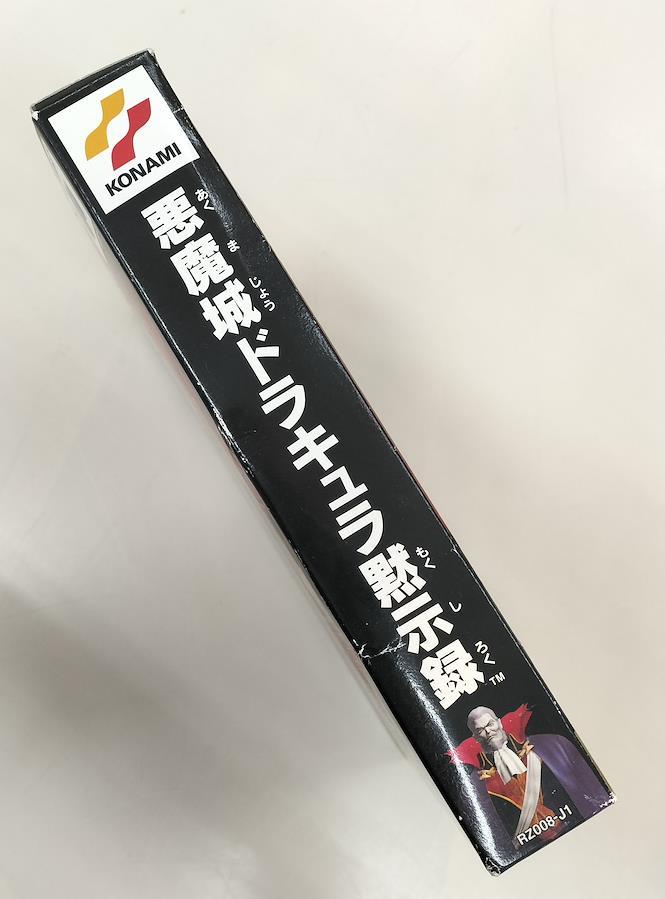 KONAMI
悪魔城ドラキュラ黙示録™
あくまじょう
もくしろく
RZ008-J1